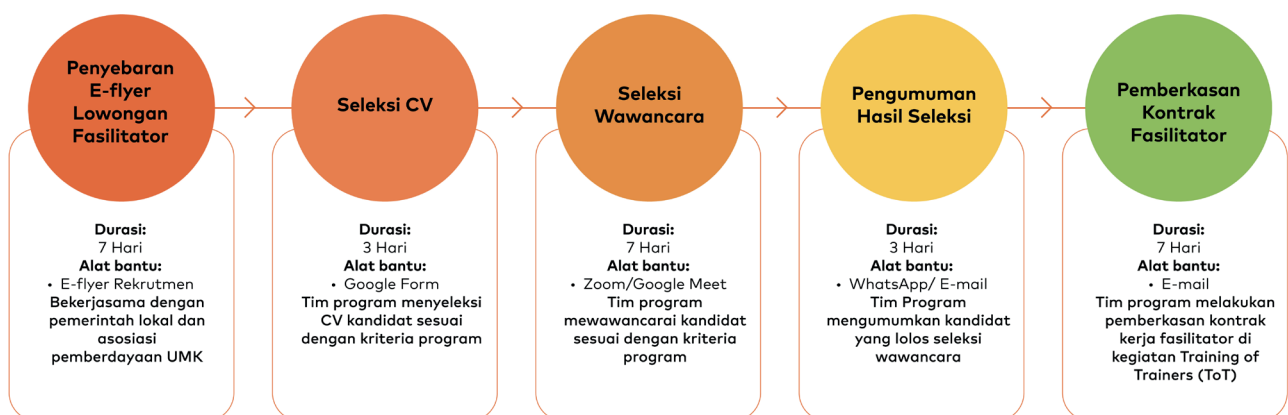 Penyebaran
E-flyer
Lowongan
Fasilitator
Durasi:
7 Hari
Alat bantu:
• E-flyer Rekrutmen
Bekerjasama dengan
pemerintah lokal dan
asosiasi
pemberdayaan UMK
Seleksi CV
Durasi:
3 Hari
Alat bantu:
• Google Form
Tim program menyeleksi
CV kandidat sesuai
dengan kriteria program
Seleksi
Wawancara
Durasi:
7 Hari
Alat bantu:
• Zoom/Google Meet
Tim program
mewawancarai kandidat
sesuai dengan kriteria
program
Pengumuman
Hasil Seleksi
Durasi:
3 Hari
Alat bantu:
• WhatsApp/ E-mail
Tim Program
mengumumkan kandidat
yang lolos seleksi
wawancara
Pemberkasan
Kontrak
Fasilitator
Durasi:
7 Hari
Alat bantu:
• E-mail
Tim program melakukan
pemberkasan kontrak
kerja fasilitator di
kegiatan Training of
Trainers (ToT)